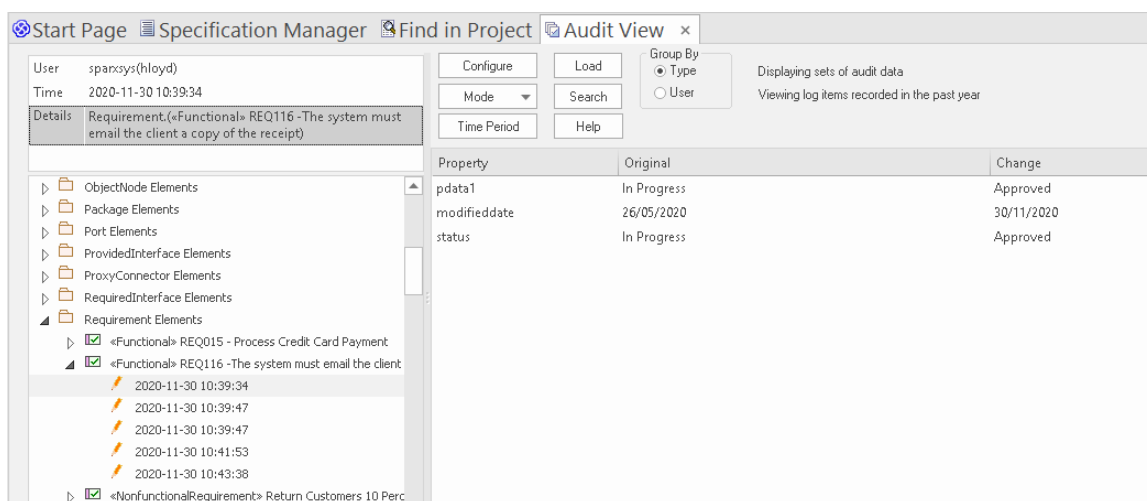 Start Page Specification Manager Find in Project Audit View ×
User sparxsys(hloyd)
Time 2020-11-30 10:39:34
Details Requirement.(«Functional» REQ116 -The system must
email the client a copy of the receipt)
Configure Load
Mode Search
Time Period Help
Group By
Type
User
Displaying sets of audit data
Viewing log items recorded in the past year
ObjectNode Elements
Package Elements
Port Elements
ProvidedInterface Elements
ProxyConnector Elements
RequiredInterface Elements
Requirement Elements
«Functional» REQ015 - Process Credit Card Payment
«Functional» REQ116 -The system must email the client
2020-11-30 10:39:34
2020-11-30 10:39:47
2020-11-30 10:39:47
2020-11-30 10:41:53
2020-11-30 10:43:38
«NonfunctionalRequirement» Return Customers 10 Perc
Property Original Change
pdata1 In Progress Approved
modifieddate 26/05/2020 30/11/2020
status In Progress Approved